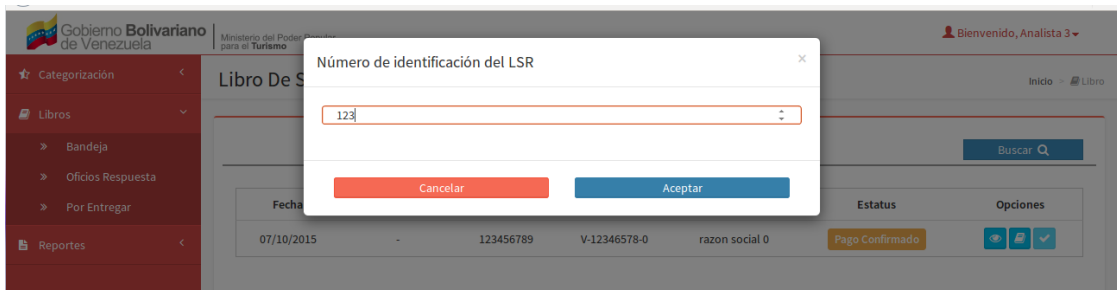 Gobierno Bolivariano
de Venezuela
Ministerio del Poder Popular
para el Turismo
Bienvenido, Analista 3
Categorización
Libros
Bandeja
Oficios Respuesta
Por Entregar
Reportes
Libro De S
Inicio > Libro
Número de identificación del LSR
×
123
Cancelar
Aceptar
Buscar
Fecha Estatus Opciones
07/10/2015 - 123456789 V-12346578-0 razon social 0 Pago Confirmado